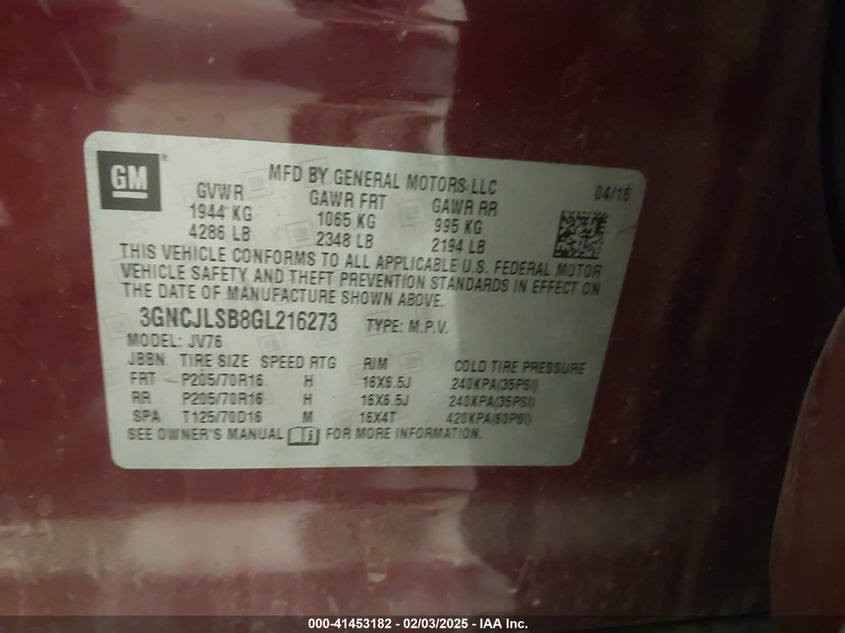 GM
MFD BY GENERAL MOTORS LLC
04/16
GVWR GAWR FRT GAWR RR
1944 KG 1065 KG 995 KG
4286 LB 2348 LB 2194 LB
THIS VEHICLE CONFORMS TO ALL APPLICABLE U.S. FEDERAL MOTOR
VEHICLE SAFETY AND THEFT PREVENTION STANDARDS IN EFFECT ON
THE DATE OF MANUFACTURE SHOWN ABOVE.
3GNCJLSB8GL216273 TYPE: M.P.V.
MODEL: JV76
JBBN TIRE SIZE SPEED RTG RIM COLD TIRE PRESSURE
FRT P205/70R16 H 16X6.5J 240KPA(35PSI)
RR P205/70R16 H 16X6.5J 240KPA(35PSI)
SPA T125/70D16 M 16X4T 420KPA(60PSI)
SEE OWNER'S MANUAL FOR MORE INFORMATION.
000-41453182 - 02/03/2025 - IAA Inc.